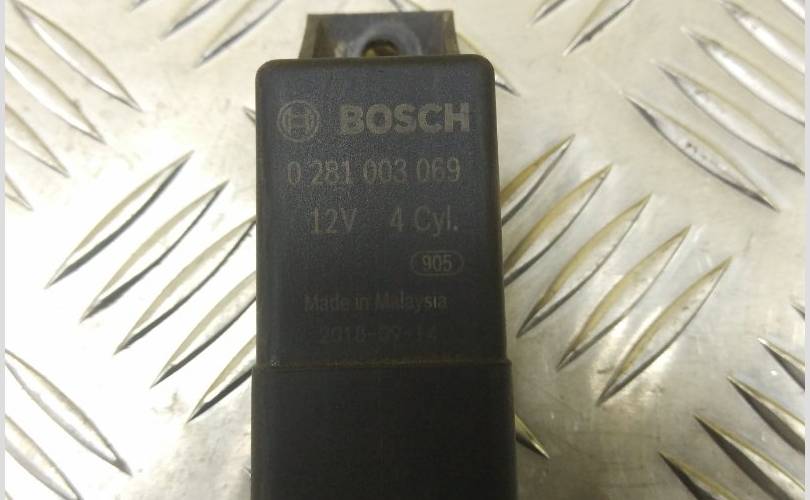 BOSCH
0 281 003 069
12V 4 Cyl.
905
Made in Malaysia
2018-09-14